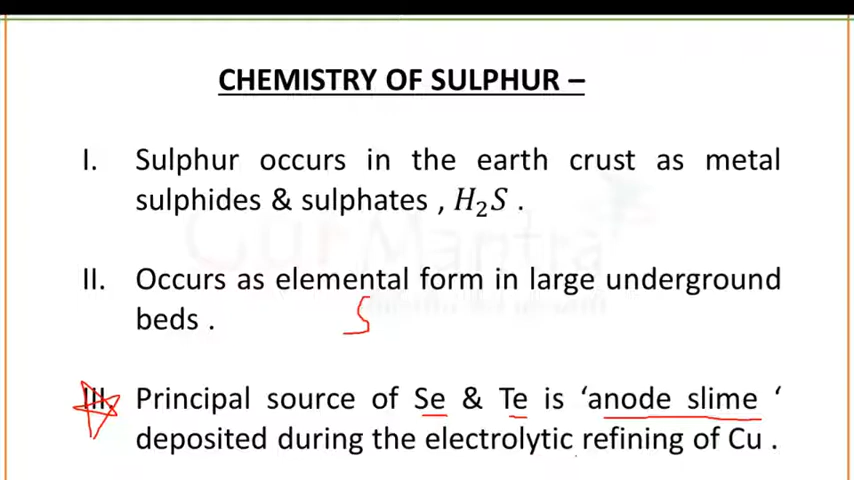 CHEMISTRY OF SULPHUR –
I. Sulphur occurs in the earth crust as metal
sulphides & sulphates , H₂S .
II. Occurs as elemental form in large underground
beds .
S
III. Principal source of Se & Te is ‘anode slime ‘
deposited during the electrolytic refining of Cu .